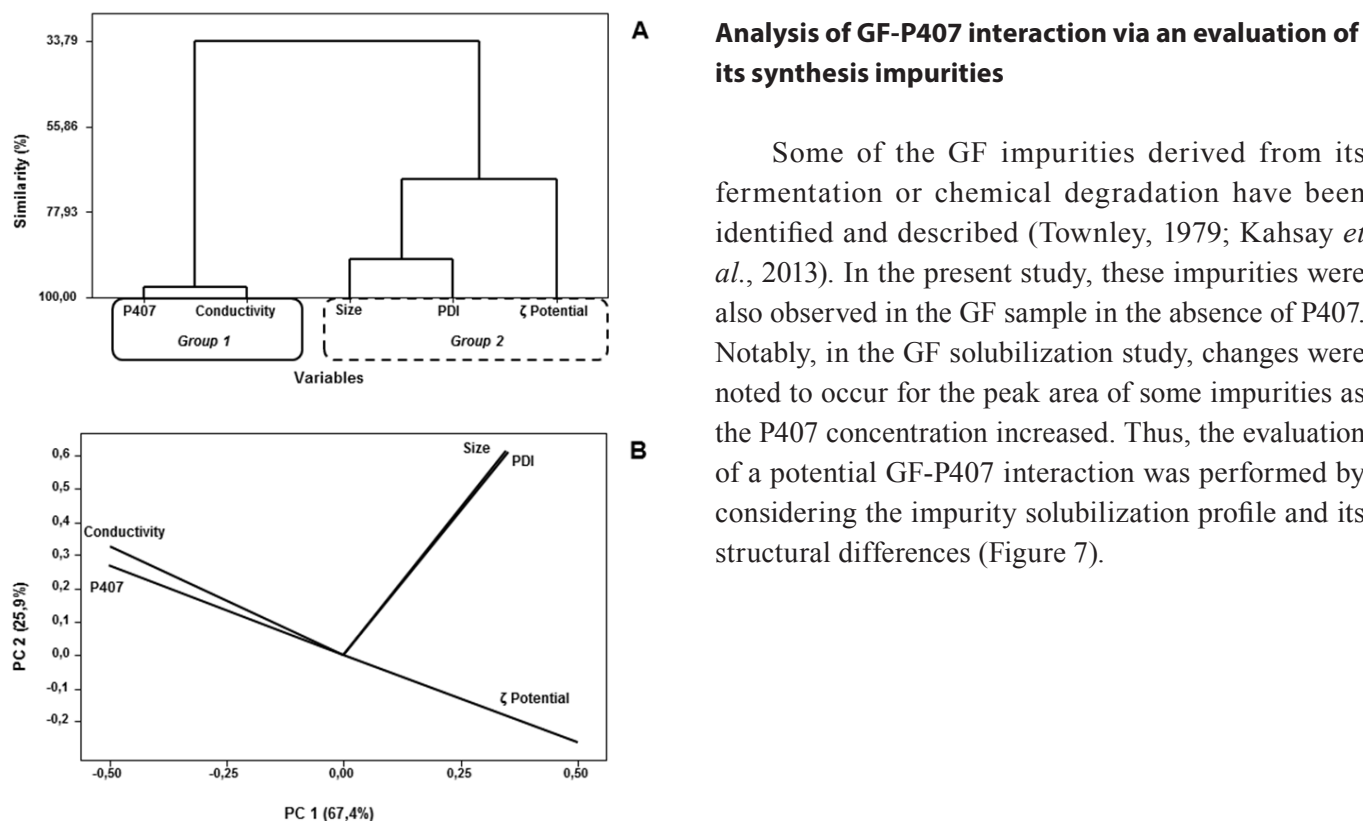 A
33,79
55,86
77,93
100,00
Similarity (%)
P407 Conductivity Size PDI ζ Potential
Group 1 Group 2
Variables
B
0,6
0,5
0,4
0,3
0,2
0,1
0,0
-0,1
-0,2
PC 2 (25,9%)
Size
PDI
Conductivity
P407
ζ Potential
-0,50 -0,25 0,00 0,25 0,50
PC 1 (67,4%)
Analysis of GF-P407 interaction via an evaluation of
its synthesis impurities
Some of the GF impurities derived from its
fermentation or chemical degradation have been
identified and described (Townley, 1979; Kahsay et
al., 2013). In the present study, these impurities were
also observed in the GF sample in the absence of P407.
Notably, in the GF solubilization study, changes were
noted to occur for the peak area of some impurities as
the P407 concentration increased. Thus, the evaluation
of a potential GF-P407 interaction was performed by
considering the impurity solubilization profile and its
structural differences (Figure 7).